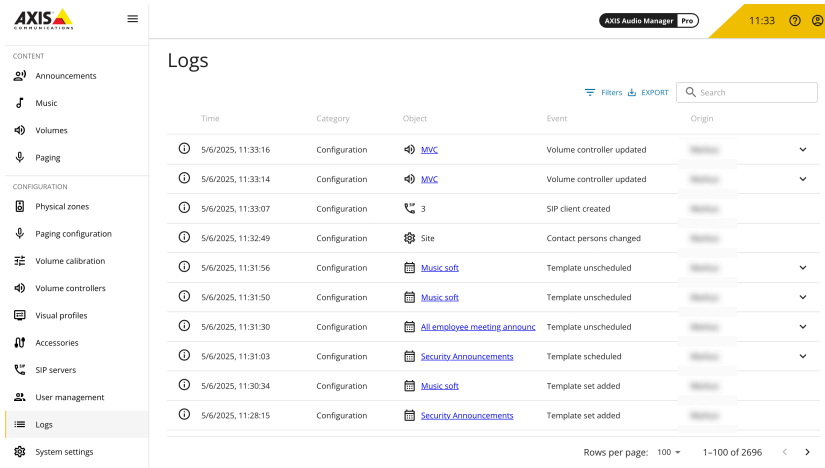 AXIS
COMMUNICATIONS
AXIS Audio Manager Pro
11:33
CONTENT
Announcements
Music
Volumes
Paging
CONFIGURATION
Physical zones
Paging configuration
Volume calibration
Volume controllers
Visual profiles
Accessories
SIP servers
User management
Logs
System settings
Logs
Filters EXPORT Search
Time Category Object Event Origin
5/6/2025, 11:33:16 Configuration MVC Volume controller updated
5/6/2025, 11:33:14 Configuration MVC Volume controller updated
5/6/2025, 11:33:07 Configuration 3 SIP client created
5/6/2025, 11:32:49 Configuration Site Contact persons changed
5/6/2025, 11:31:56 Configuration Music soft Template unscheduled
5/6/2025, 11:31:50 Configuration Music soft Template unscheduled
5/6/2025, 11:31:30 Configuration All employee meeting announc Template unscheduled
5/6/2025, 11:31:03 Configuration Security Announcements Template scheduled
5/6/2025, 11:30:34 Configuration Music soft Template set added
5/6/2025, 11:28:15 Configuration Security Announcements Template set added
Rows per page: 100 1–100 of 2696